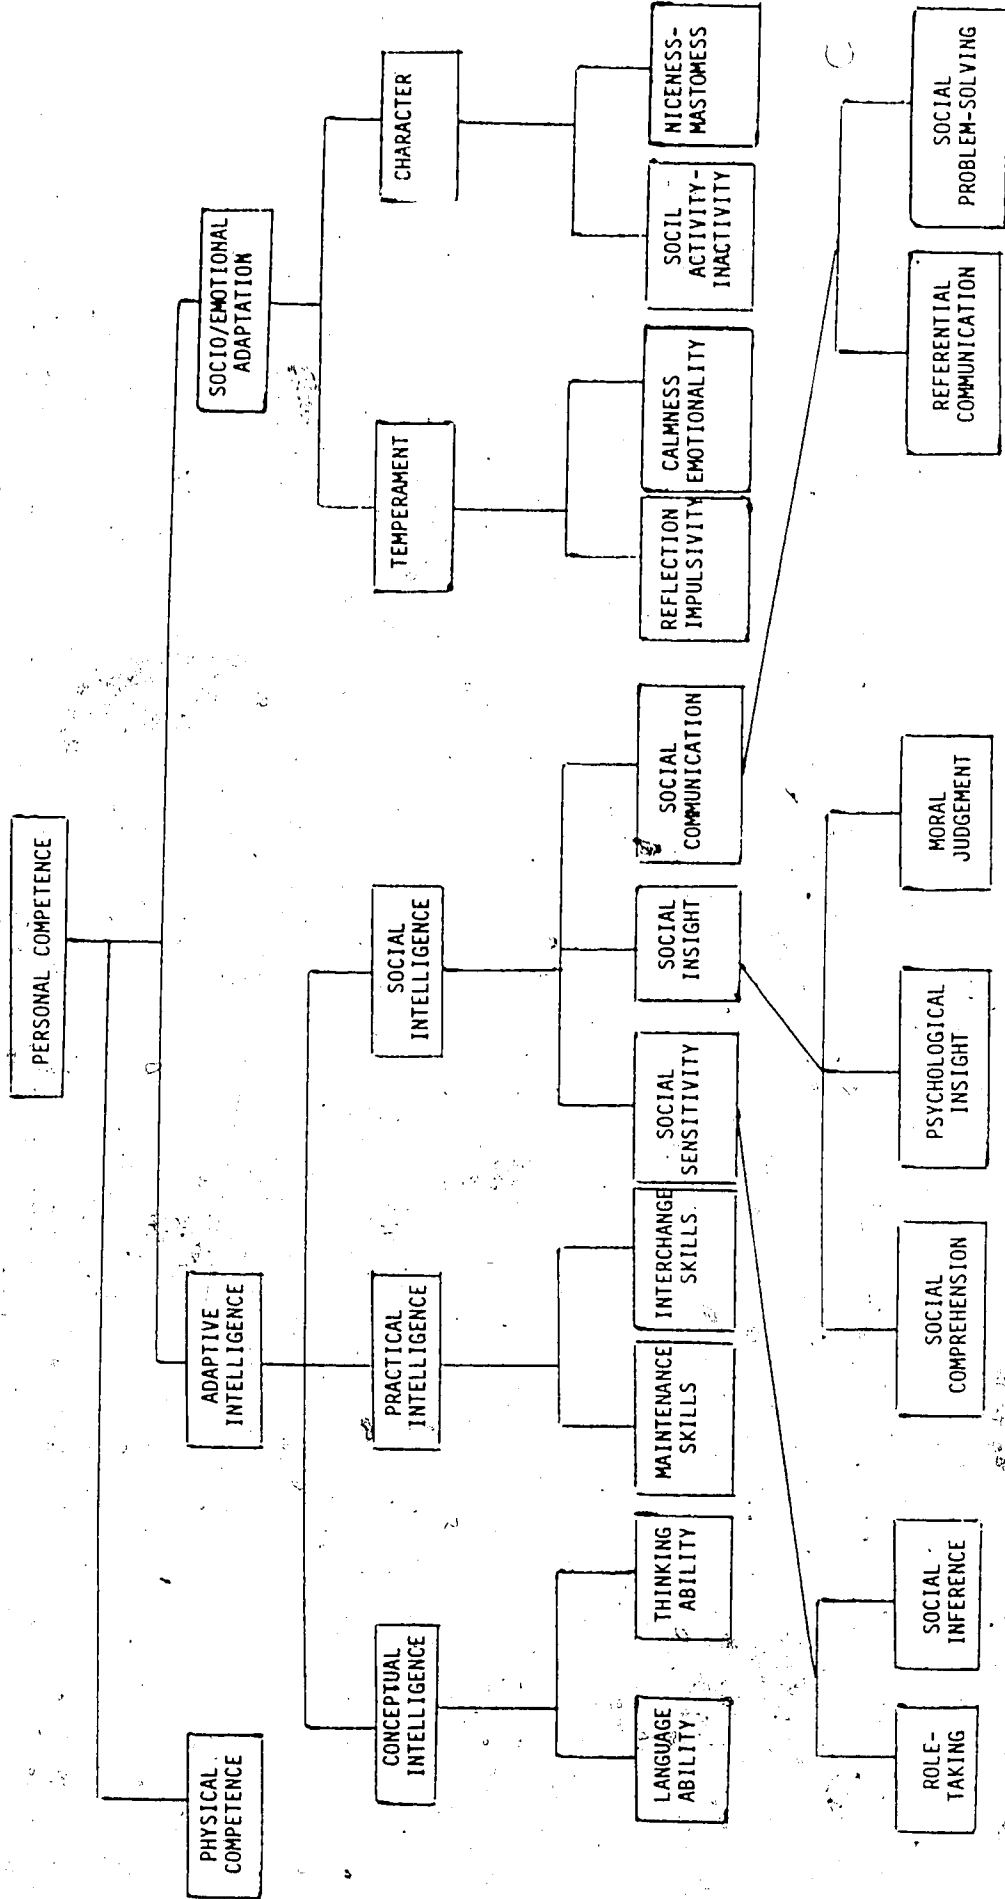 PERSONAL COMPETENCE
PHYSICAL
COMPETENCE
ADAPTIVE
INTELLIGENCE
SOCIO/EMOTIONAL
ADAPTATION
CONCEPTUAL
INTELLIGENCE
PRACTICAL
INTELLIGENCE
SOCIAL
INTELLIGENCE
TEMPERAMENT
CHARACTER
LANGUAGE
ABILITY
THINKING
ABILITY
MAINTENANCE
SKILLS
INTERCHANGE
SKILLS.
SOCIAL
SENSITIVITY
SOCIAL
INSIGHT
SOCIAL
COMMUNICATION
REFLECTION
IMPULSIVITY
CALMNESS
EMOTIONALITY
SOCIL
ACTIVITY-
INACTIVITY
NICENESS-
MASTOMESS
ROLE-
TAKING
SOCIAL
INFERENCE
SOCIAL
COMPREHENSION
PSYCHOLOGICAL
INSIGHT
MORAL
JUDGEMENT
REFERENTIAL
COMMUNICATION
SOCIAL
PROBLEM-SOLVING